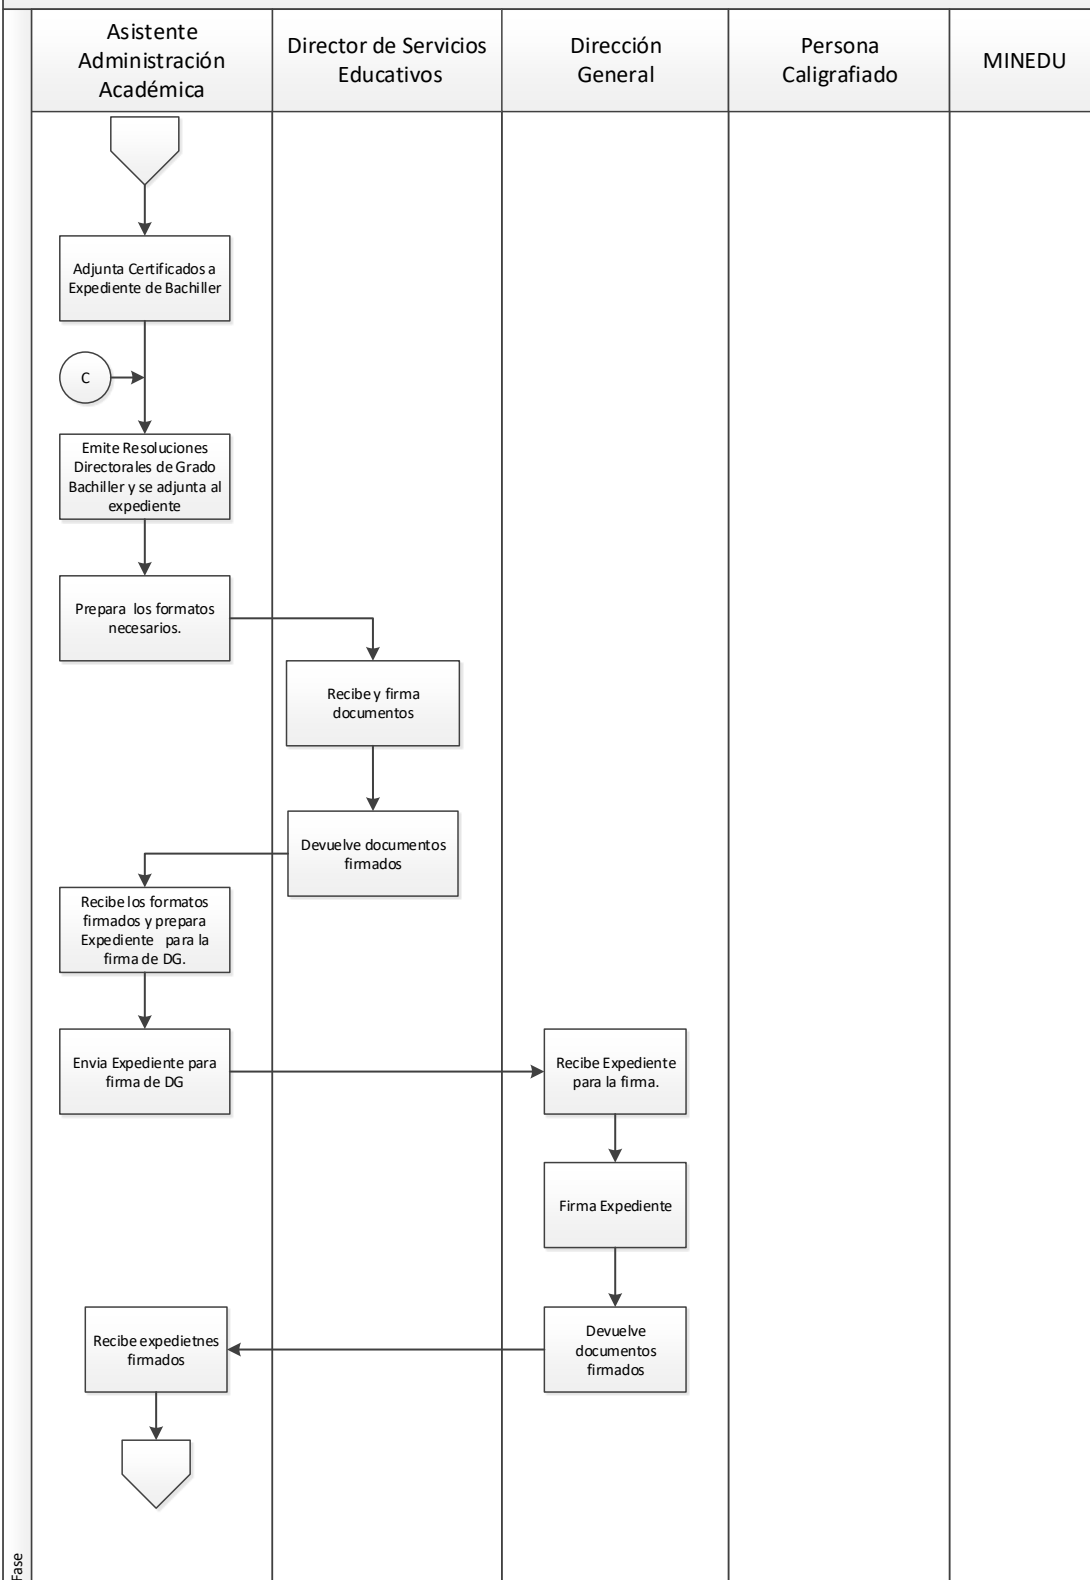 Asistente
Administración
Académica
Director de Servicios
Educativos
Dirección
General
Persona
Caligrafiado
MINEDU
Adjunta Certificados a
Expediente de Bachiller
C
Emite Resoluciones
Directorales de Grado
Bachiller y se adjunta al
expediente
Prepara los formatos
necesarios.
Recibe y firma
documentos
Devuelve documentos
firmados
Recibe los formatos
firmados y prepara
Expediente para la
firma de DG.
Envia Expediente para
firma de DG
Recibe Expediente
para la firma.
Firma Expediente
Devuelve
documentos
firmados
Recibe expedietnes
firmados
Fase